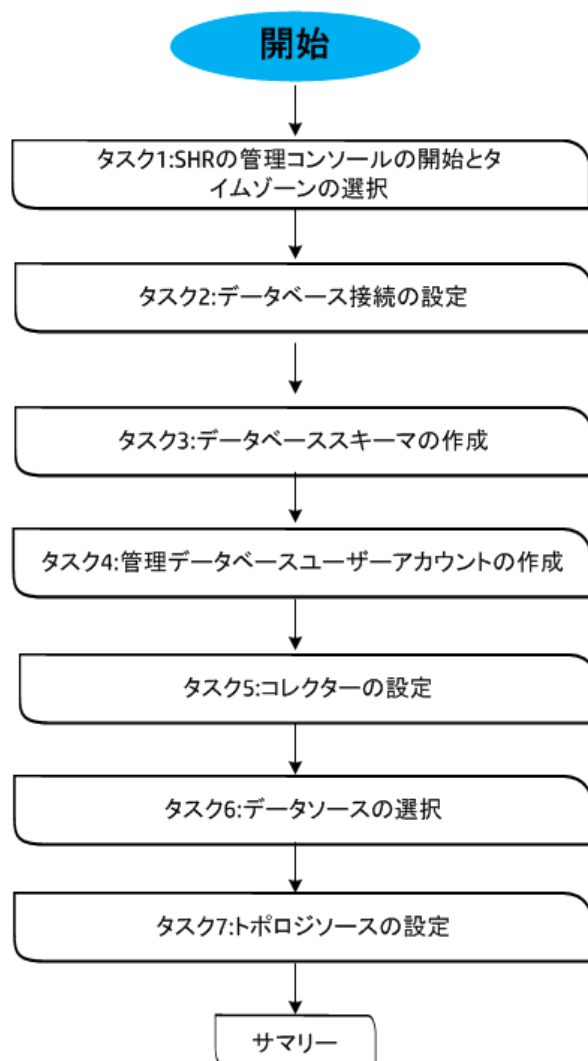 開始
タスク1:SHRの管理コンソールの開始とタ
イムゾーンの選択
タスク2:データベース接続の設定
タスク3:データベーススキーマの作成
タスク4:管理データベースユーザーアカウントの作成
タスク5:コレクターの設定
タスク6:データソースの選択
タスク7:トポロジソースの設定
サマリー